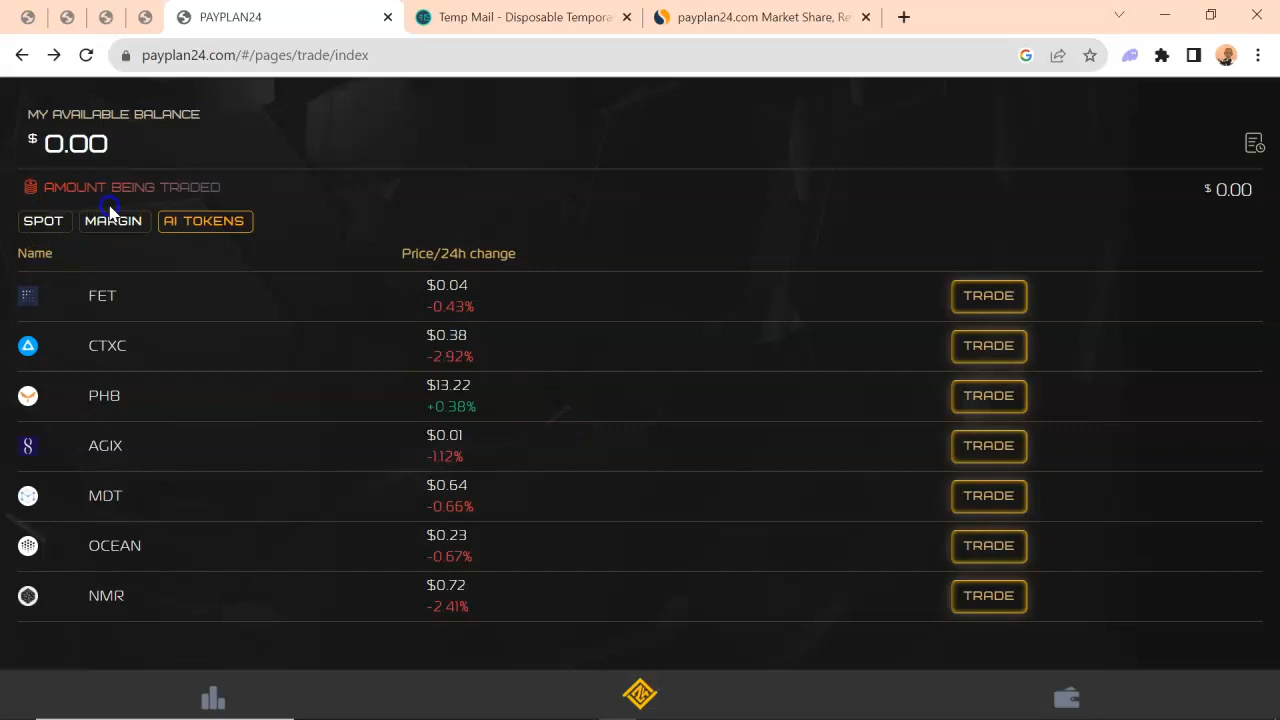 PAYPLAN24
Temp Mail - Disposable Tempora
payplan24.com Market Share, Re
payplan24.com/#/pages/trade/index
MY AVAILABLE BALANCE
$ 0.00
AMOUNT BEING TRADED
$ 0.00
SPOT MARGIN AI TOKENS
Name Price/24h change
$0.04
FET TRADE
-0.43%
$0.38
CTXC TRADE
-2.92%
$13.22
PHB TRADE
+0.38%
$0.01
AGIX TRADE
-1.12%
$0.64
MDT TRADE
-0.66%
$0.23
OCEAN TRADE
-0.67%
$0.72
NMR TRADE
-2.41%